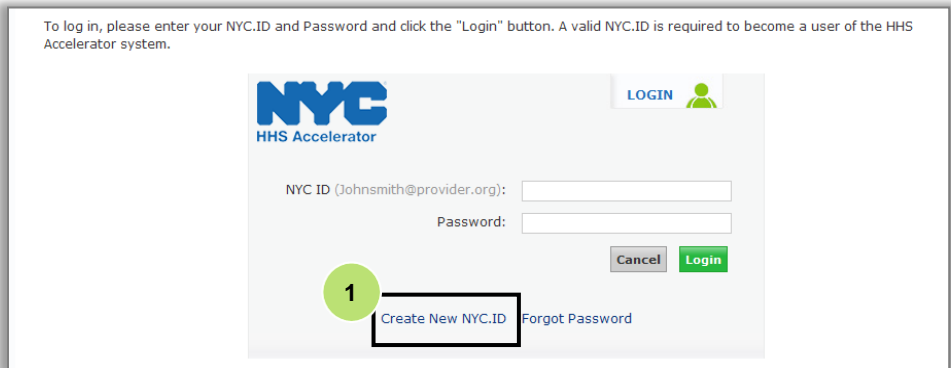 To log in, please enter your NYC.ID and Password and click the "Login" button. A valid NYC.ID is required to become a user of the HHS
Accelerator system.
NYC
LOGIN
HHS Accelerator
NYC ID (Johnsmith@provider.org):
Password:
Cancel Login
1
Create New NYC.ID Forgot Password